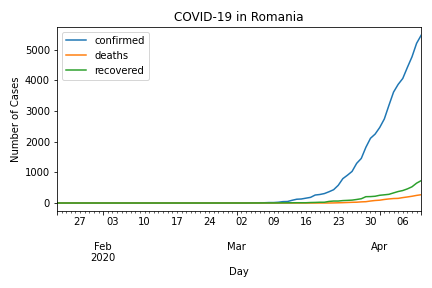 COVID-19 in Romania
confirmed
deaths
recovered
Number of Cases
5000
4000
3000
2000
1000
0
27 03 10 17 24 02 09 16 23 30 06
Feb Mar Apr
2020
Day